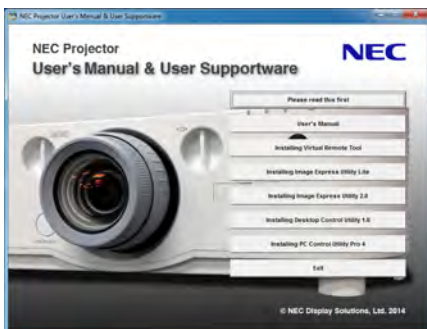 NEC Projector User's Manual & User Supportware
NEC Projector
NEC
User's Manual & User Supportware
Please read this first
User's Manual
Installing Virtual Remote Tool
Installing Image Express Utility Lite
Installing Image Express Utility 2.0
Installing Desktop Control Utility 1.0
Installing PC Control Utility Pro 4
Exit
© NEC Display Solutions, Ltd. 2014